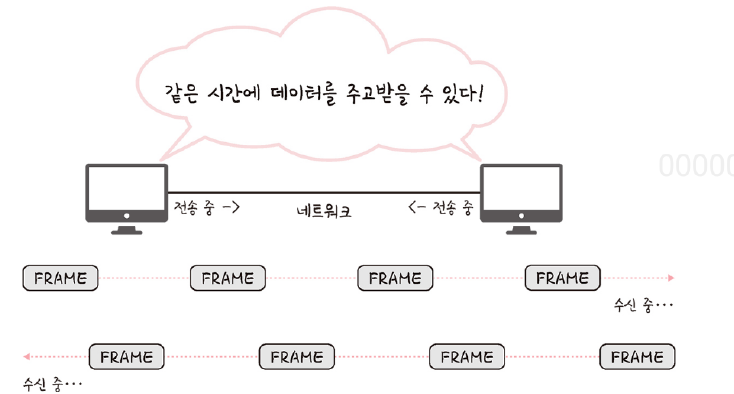 같은 시간에 데이터를 주고받을 수 있다!
00000
전송 중 -> 네트워크 <- 전송 중
FRAME FRAME FRAME FRAME
수신 중···
FRAME FRAME FRAME FRAME
수신 중···